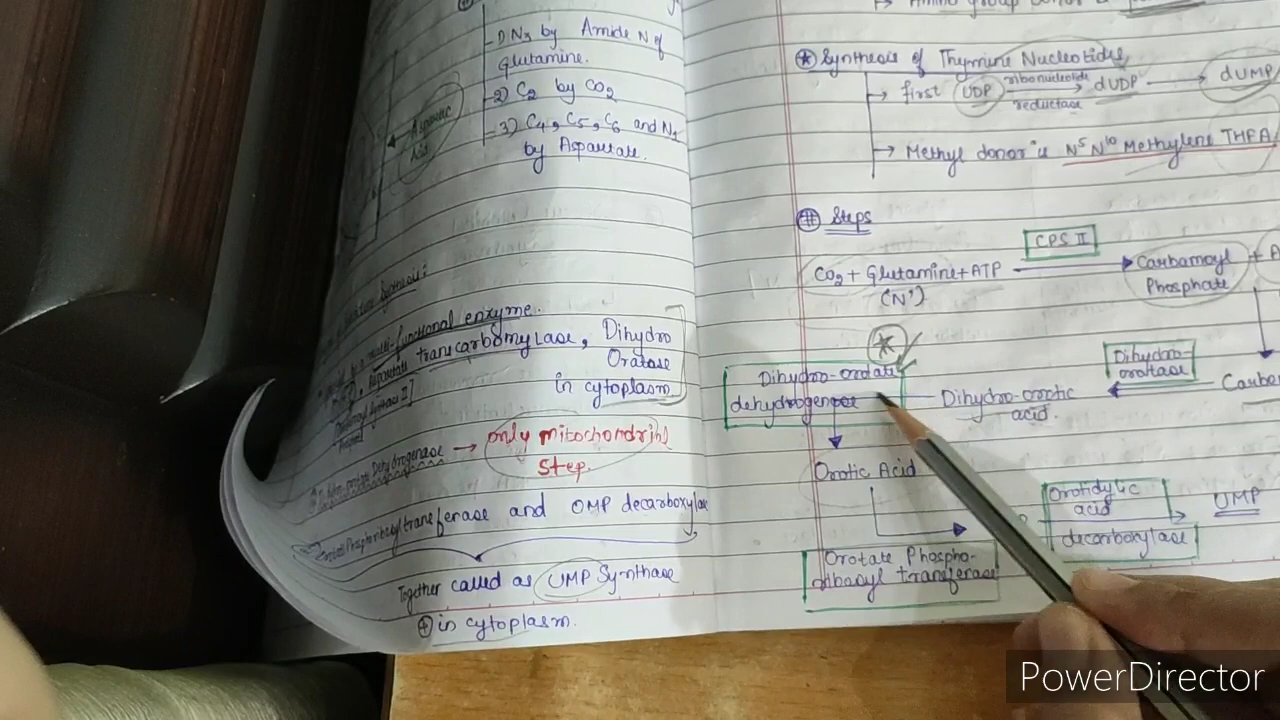 1) N3 by Amide N of
Glutamine.
2) C2 by CO2
3) C4, C5, C6 and N1
by Aspartate.
Aspartic
Acid
multi-functional enzyme.
Aspartate transcarbamylase, Dihydro
Oratase
in cytoplasm
Dehydrogenase → only mitochondrial
Step.
and OMP decarboxylase
Together called as UMP Synthase
in cytoplasm.
Synthesis of Thymine Nucleotides
→ first UDP ribonucleotide reductase → dUDP → dUMP
→ Methyl donor is N5 N10 Methylene THFA
Steps
CPS II
CO2 + Glutamine + ATP → Carbamoyl +
(N')
Phosphate
Dihydro-
orotase
Dihydro-orotate
dehydrogenase
Dihydro-orotic
acid.
Orotic Acid
Orotidylic
acid
decarboxylase
UMP
Orotate Phospho-
ribosyl transferase
PowerDirector